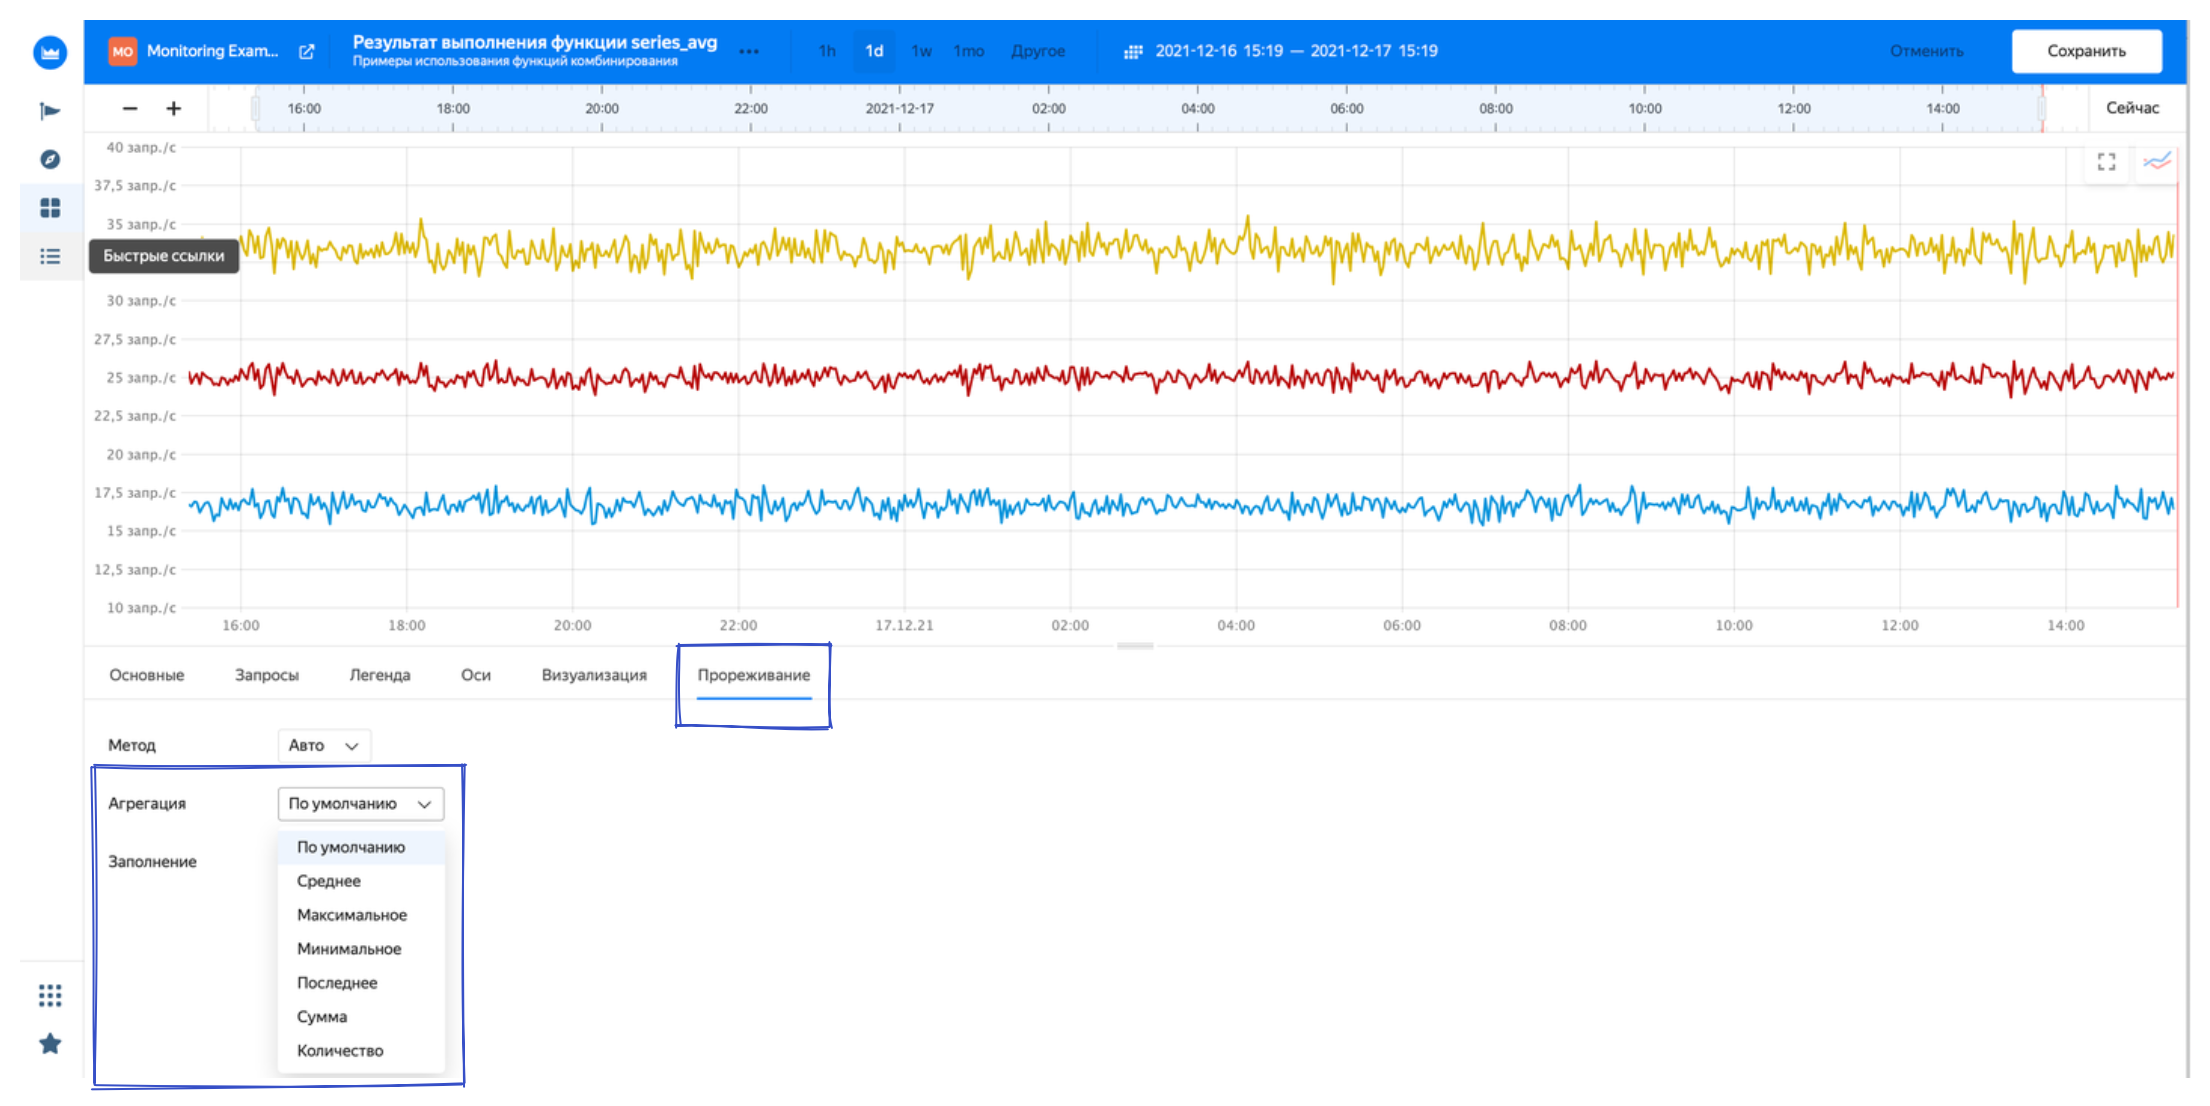 МО Monitoring Exam...
Результат выполнения функции series_avg
Примеры использования функций комбинирования
1h 1d 1w 1mo Другое
2021-12-16 15:19 — 2021-12-17 15:19
Отменить
Сохранить
− +
16:00 18:00 20:00 22:00 2021-12-17 02:00 04:00 06:00 08:00 10:00 12:00 14:00
Сейчас
40 запр./с
37,5 запр./с
35 запр./с
Быстрые ссылки
30 запр./с
27,5 запр./с
25 запр./с
22,5 запр./с
20 запр./с
17,5 запр./с
15 запр./с
12,5 запр./с
10 запр./с
16:00 18:00 20:00 22:00 17.12.21 02:00 04:00 06:00 08:00 10:00 12:00 14:00
Основные Запросы Легенда Оси Визуализация Прореживание
Метод Авто
Агрегация По умолчанию
По умолчанию
Заполнение
Среднее
Максимальное
Минимальное
Последнее
Сумма
Количество